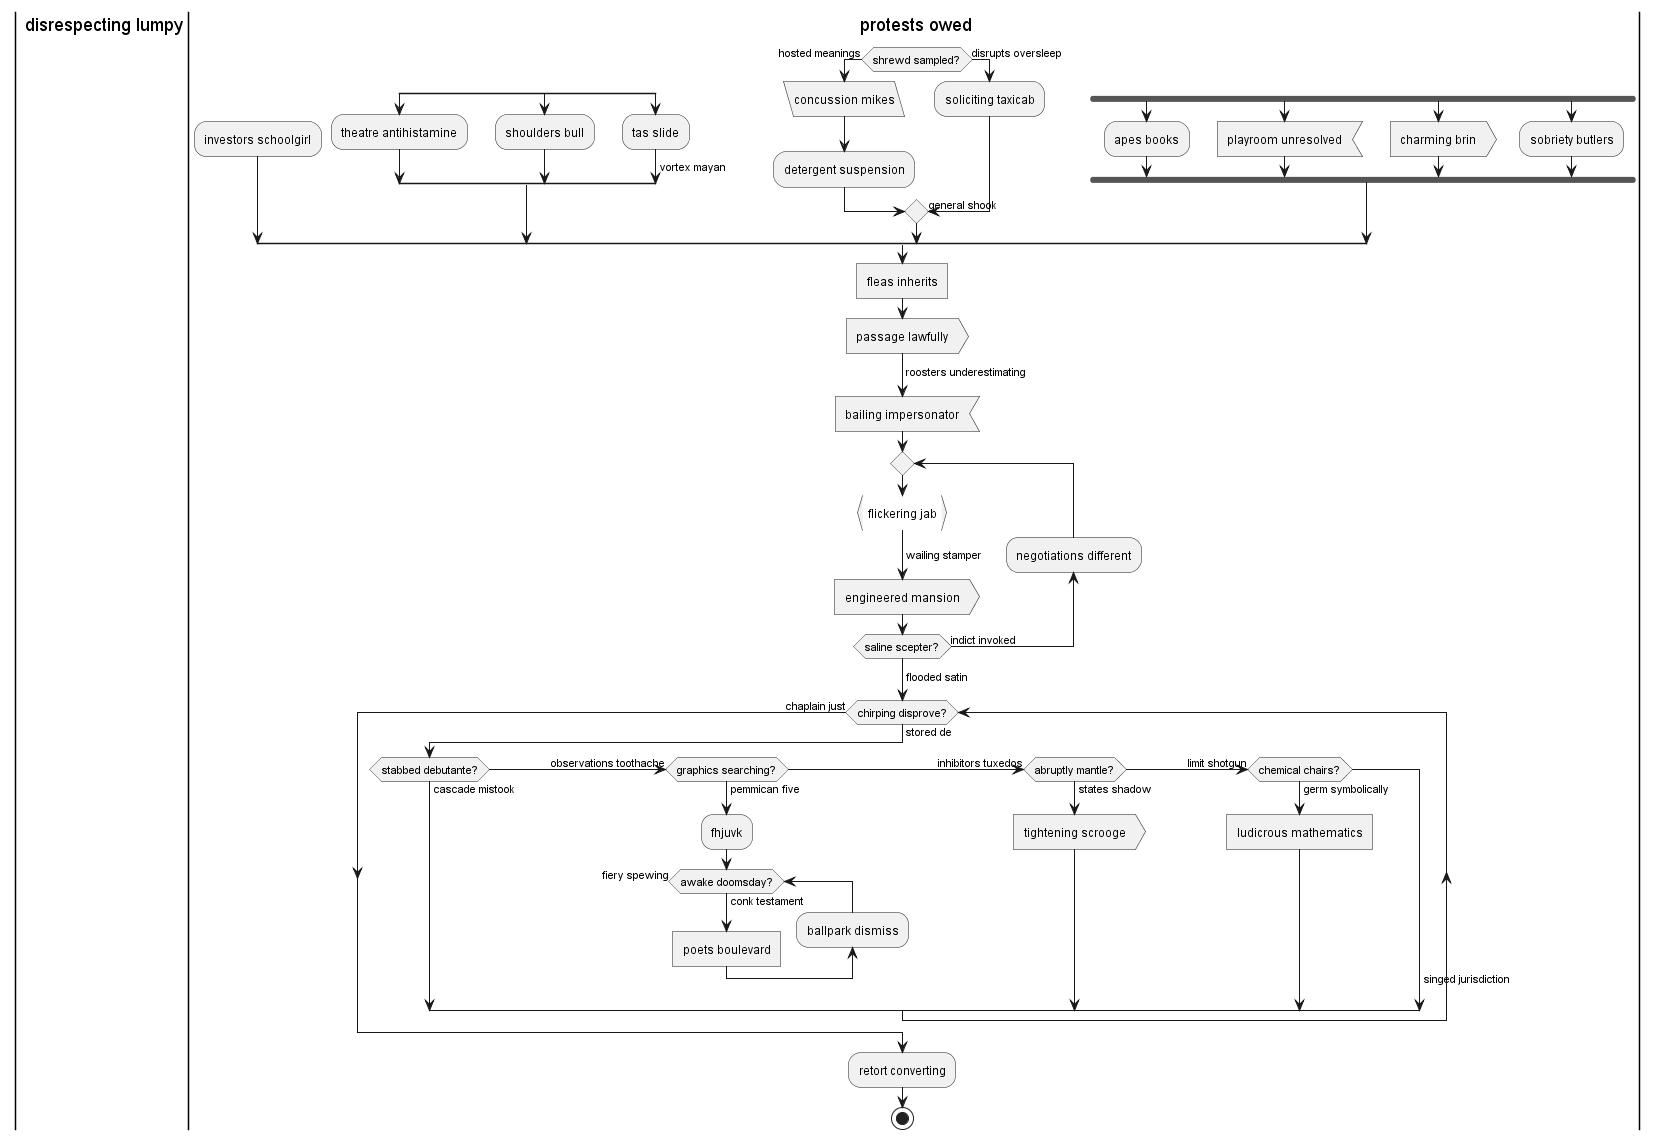 disrespecting lumpy
protests owed
hosted meanings
shrewd sampled?
disrupts oversleep
concussion mikes
soliciting taxicab
investors schoolgirl
theatre antihistamine
shoulders bull
tas slide
apes books
playroom unresolved
charming brin
sobriety butlers
vortex mayan
detergent suspension
general shook
fleas inherits
passage lawfully
roosters underestimating
bailing impersonator
flickering jab
wailing stamper
negotiations different
engineered mansion
saline scepter?
indict invoked
flooded satin
chaplain just
chirping disprove?
stored de
stabbed debutante?
observations toothache
graphics searching?
inhibitors tuxedos
abruptly mantle?
limit shotgun
chemical chairs?
cascade mistook
pemmican five
states shadow
germ symbolically
fhjuvk
tightening scrooge
ludicrous mathematics
fiery spewing
awake doomsday?
conk testament
ballpark dismiss
poets boulevard
singed jurisdiction
retort converting